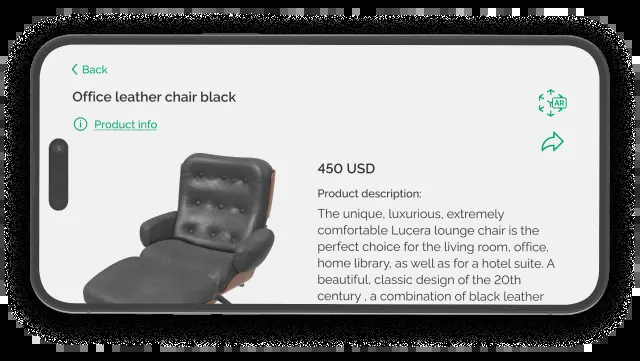 Back
Office leather chair black
Product info
AR
450 USD
Product description:
The unique, luxurious, extremely
comfortable Lucera lounge chair is the
perfect choice for the living room, office,
home library, as well as for a hotel suite. A
beautiful, classic design of the 20th
century , a combination of black leather